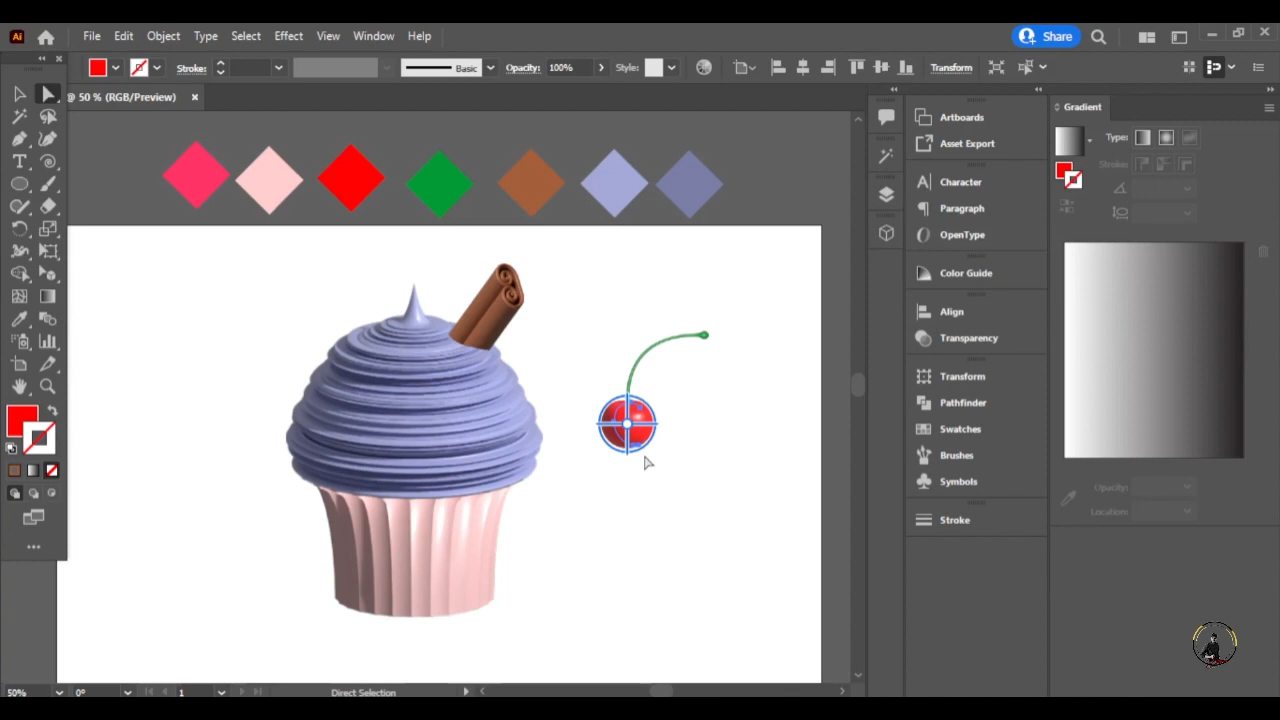 Ai File Edit Object Type Select Effect View Window Help Share
Stroke: Basic Opacity: 100% Style: Transform
@ 50 % (RGB/Preview) ×
Gradient
Type:
Stroke:
Opacity:
Location:
Artboards
Asset Export
Character
Paragraph
OpenType
Color Guide
Align
Transparency
Transform
Pathfinder
Swatches
Brushes
Symbols
Stroke
50% 0° 1 Direct Selection